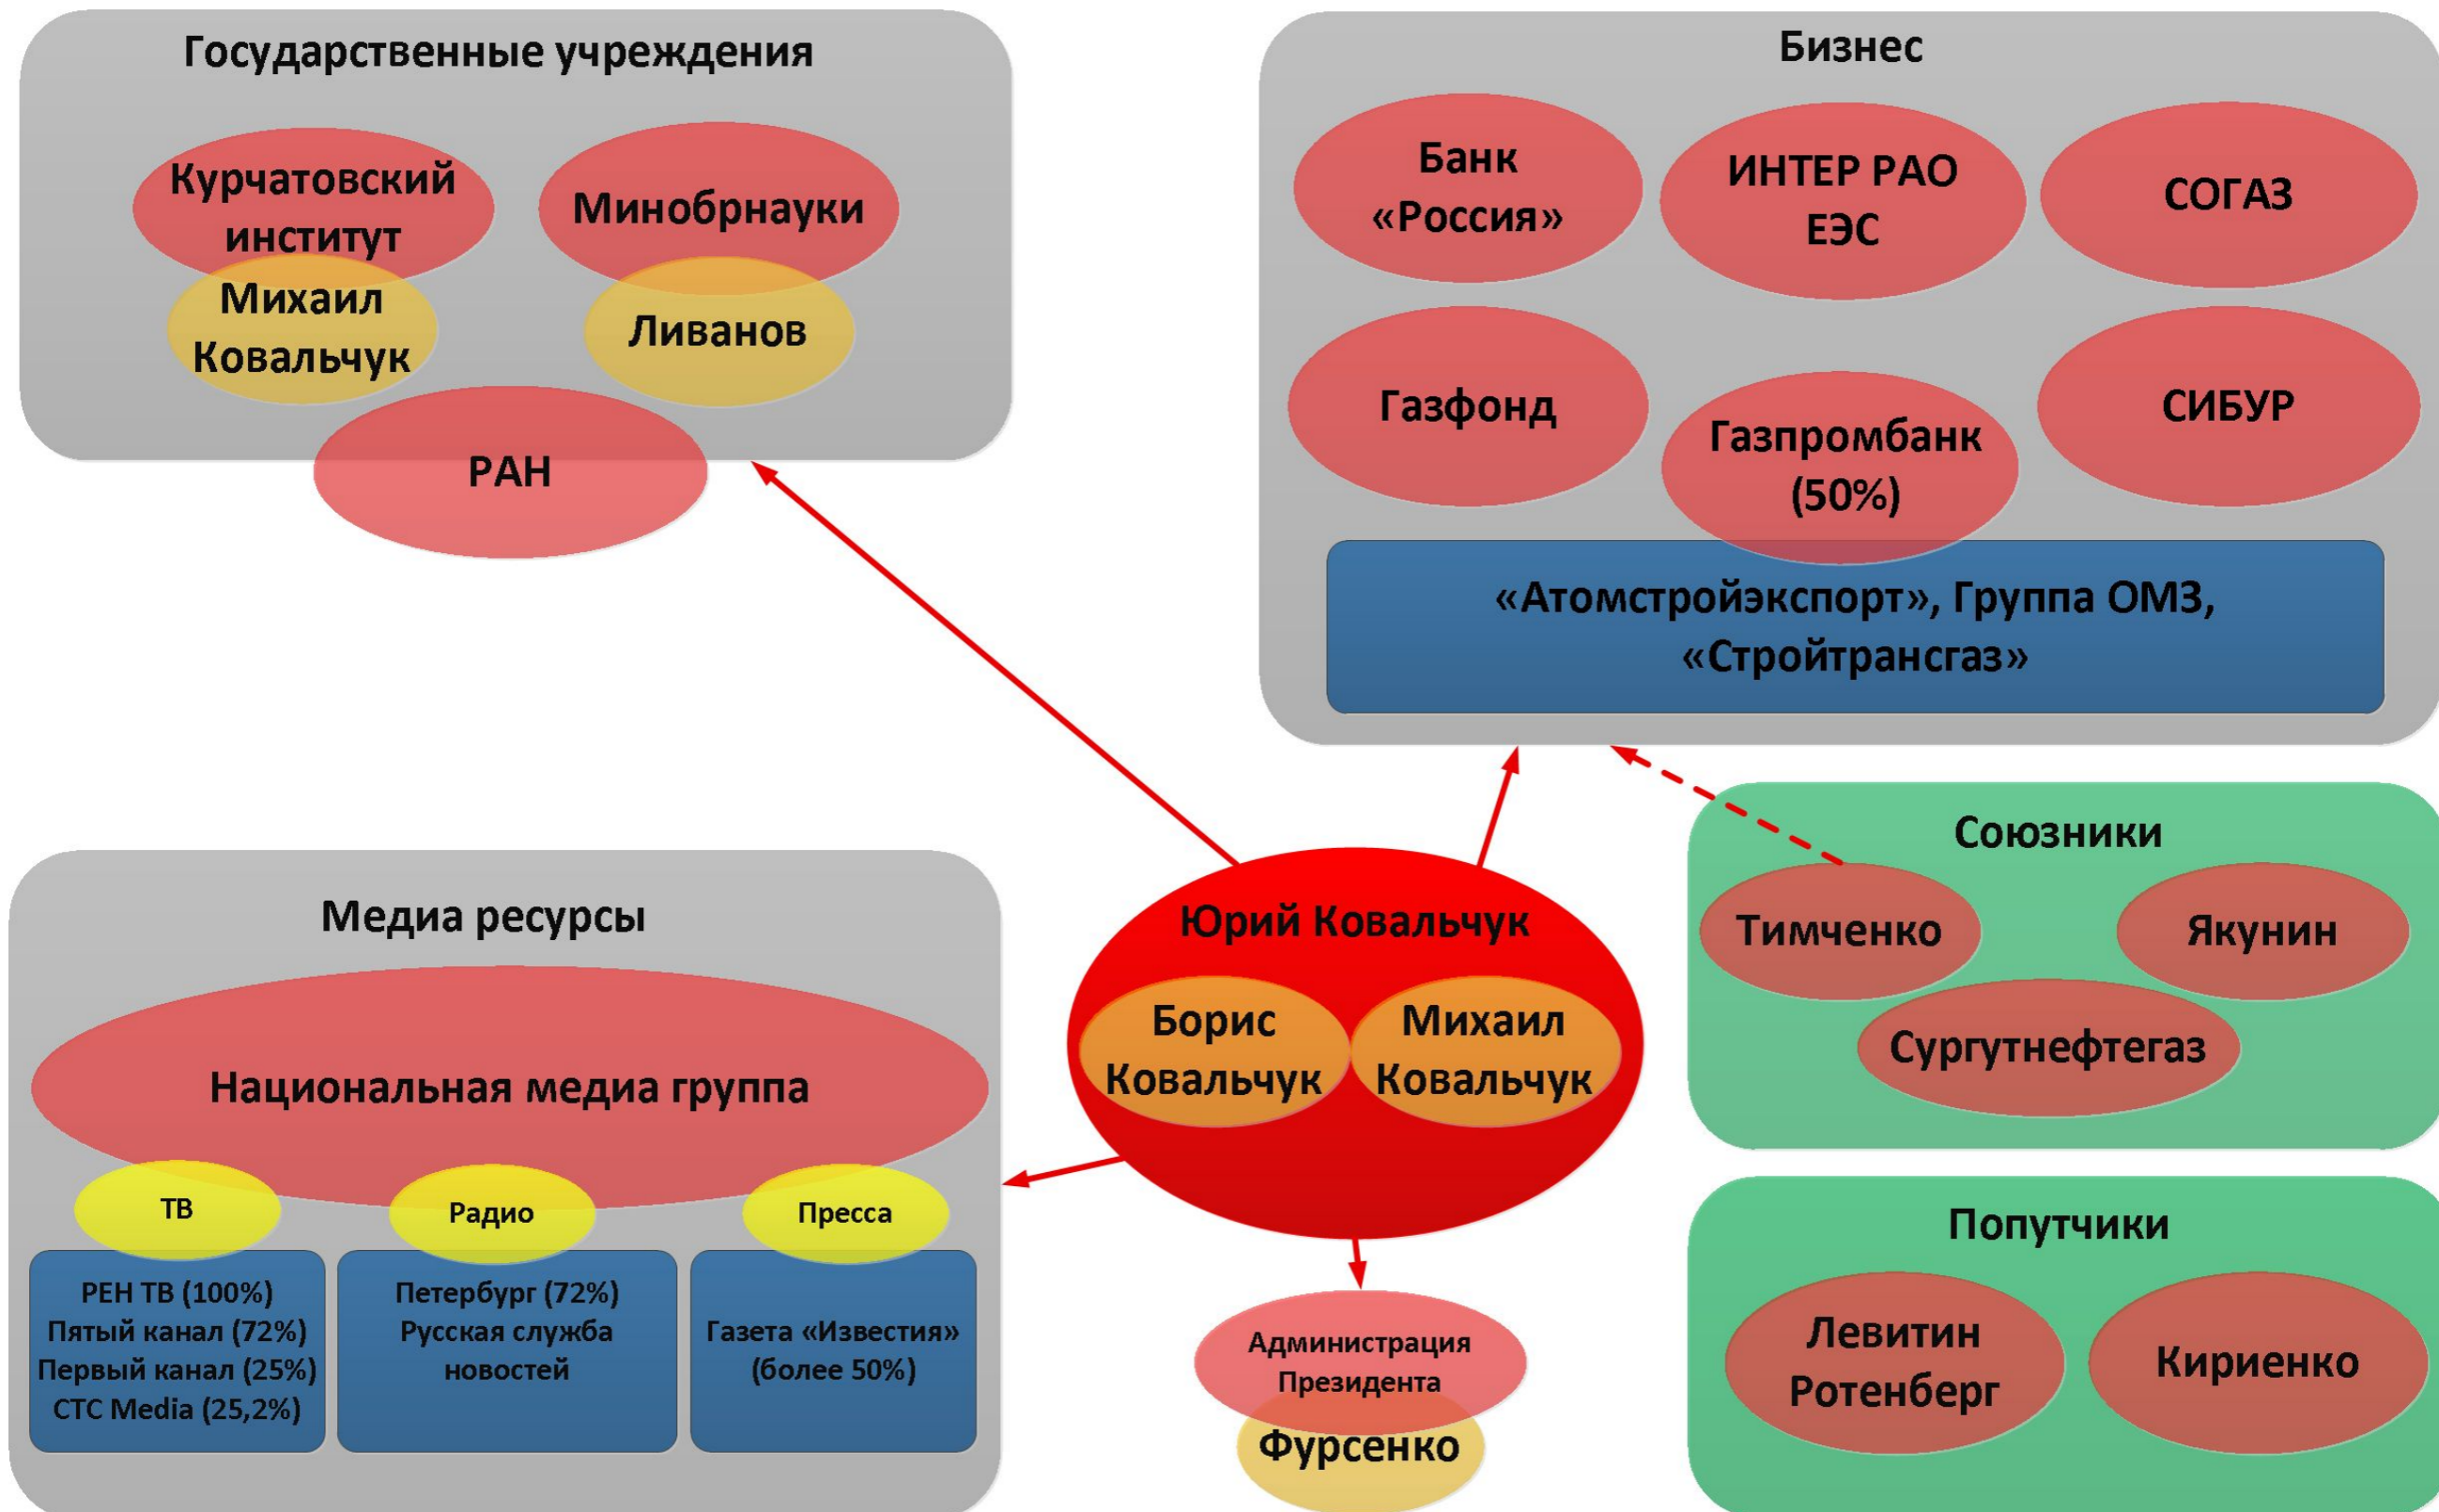 Государственные учреждения
Курчатовский
институт
Михаил
Ковальчук
Минобрнауки
Ливанов
РАН
Бизнес
Банк
«Россия»
ИНТЕР РАО
ЕЭС
СОГАЗ
Газфонд
Газпромбанк
(50%)
СИБУР
«Атомстройэкспорт», Группа ОМЗ,
«Стройтрансгаз»
Медиа ресурсы
Национальная медиа группа
ТВ
РЕН ТВ (100%)
Пятый канал (72%)
Первый канал (25%)
СТС Media (25,2%)
Радио
Петербург (72%)
Русская служба
новостей
Пресса
Газета «Известия»
(более 50%)
Юрий Ковальчук
Борис
Ковальчук
Михаил
Ковальчук
Администрация
Президента
Фурсенко
Союзники
Тимченко
Якунин
Сургутнефтегаз
Попутчики
Левитин
Ротенберг
Кириенко